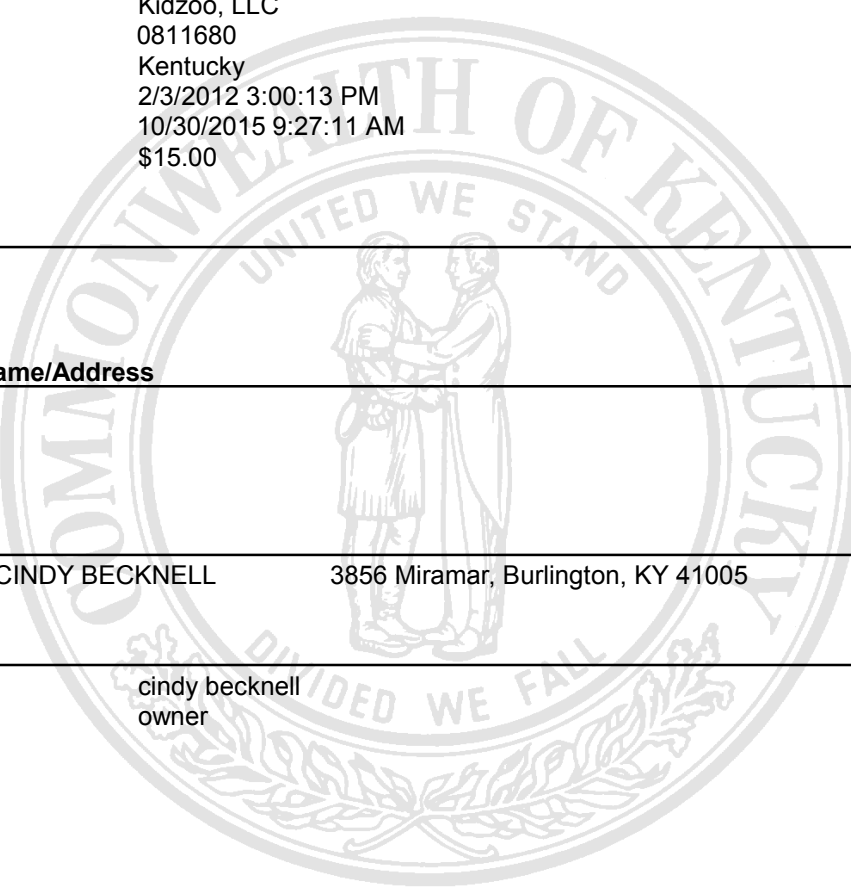 Kidzoo, LLC
0811680
Kentucky
2/3/2012 3:00:13 PM
10/30/2015 9:27:11 AM
$15.00
COMMONWEALTH OF KENTUCKY
UNITED WE STAND
ame/Address
CINDY BECKNELL 3856 Miramar, Burlington, KY 41005
DIVIDED WE FALL
cindy becknell
owner